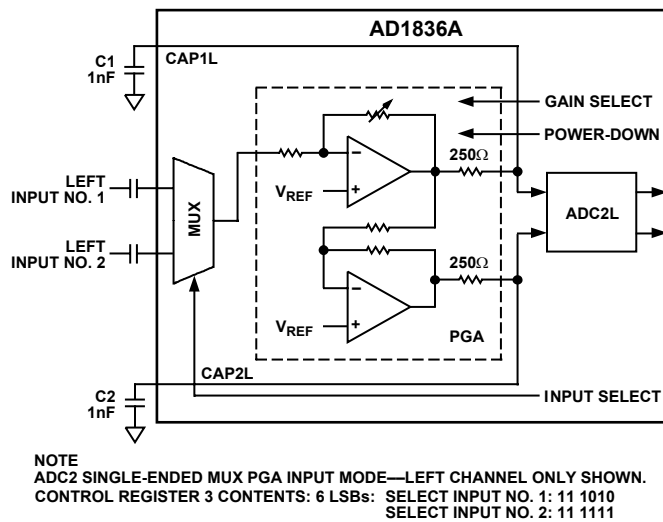 AD1836A
C1
1nF
CAP1L
GAIN SELECT
POWER-DOWN
250Ω
LEFT
INPUT NO. 1
MUX
VREF
ADC2L
LEFT
INPUT NO. 2
250Ω
VREF
PGA
CAP2L
C2
1nF
INPUT SELECT
NOTE
ADC2 SINGLE-ENDED MUX PGA INPUT MODE—LEFT CHANNEL ONLY SHOWN.
CONTROL REGISTER 3 CONTENTS: 6 LSBs: SELECT INPUT NO. 1: 11 1010
SELECT INPUT NO. 2: 11 1111